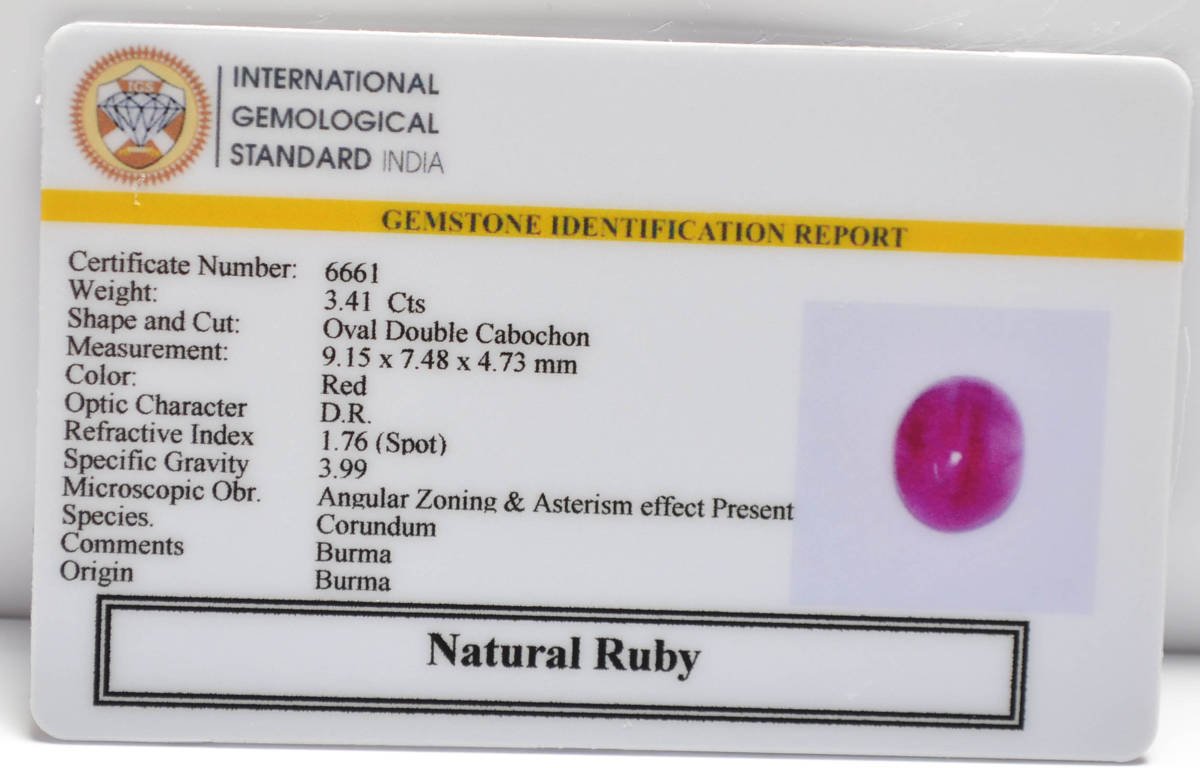 IGS
INTERNATIONAL
GEMOLOGICAL
STANDARD INDIA
GEMSTONE IDENTIFICATION REPORT
Certificate Number: 6661
Weight: 3.41 Cts
Shape and Cut: Oval Double Cabochon
Measurement: 9.15 x 7.48 x 4.73 mm
Color: Red
Optic Character D.R.
Refractive Index 1.76 (Spot)
Specific Gravity 3.99
Microscopic Obr. Angular Zoning & Asterism effect Present
Species. Corundum
Comments Burma
Origin Burma
Natural Ruby